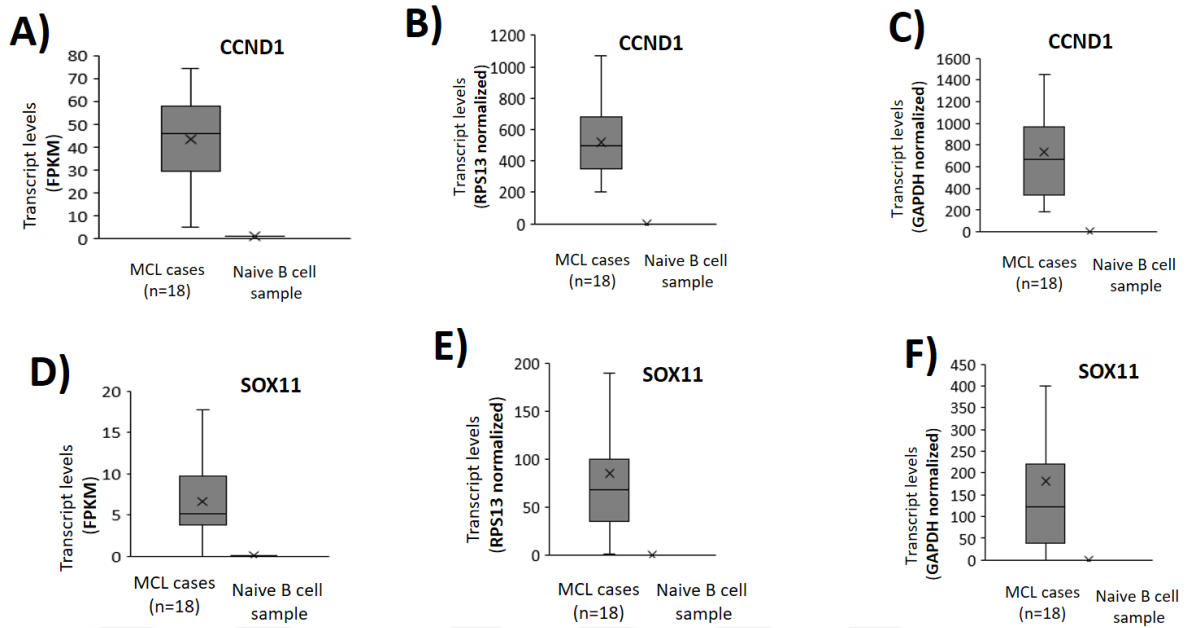 A)
CCND1
Transcript levels
(FPKM)
80
70
60
50
40
30
20
10
0
MCL cases
(n=18)
Naive B cell
sample
B)
CCND1
Transcript levels
(RPS13 normalized)
1200
1000
800
600
400
200
0
MCL cases
(n=18)
Naive B cell
sample
C)
CCND1
Transcript levels
(GAPDH normalized)
1600
1400
1200
1000
800
600
400
200
0
MCL cases
(n=18)
Naive B cell
sample
D)
SOX11
Transcript levels
(FPKM)
20
15
10
5
0
MCL cases
(n=18)
Naive B cell
sample
E)
SOX11
Transcript levels
(RPS13 normalized)
200
150
100
50
0
MCL cases
(n=18)
Naive B cell
sample
F)
SOX11
Transcript levels
(GAPDH normalized)
450
400
350
300
250
200
150
100
50
0
MCL cases
(n=18)
Naive B cell
sample